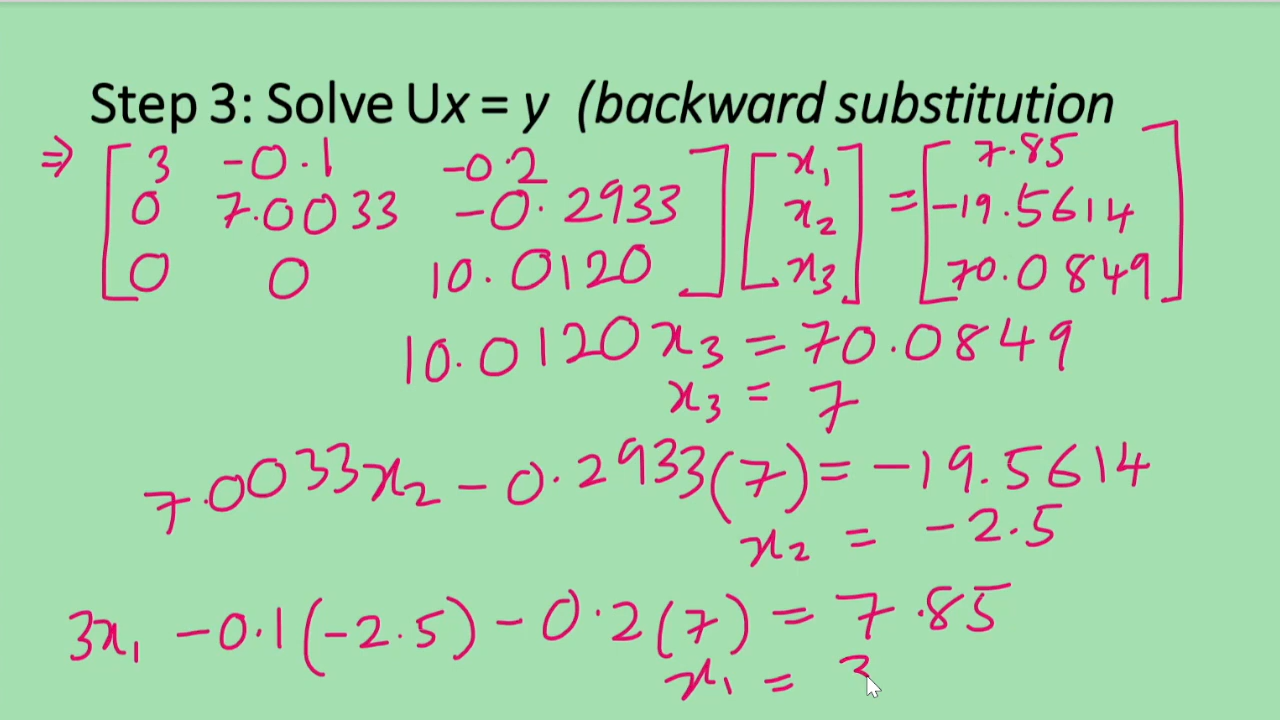 Step 3: Solve Ux = y (backward substitution
⇒ [3 -0.1 -0.2] [x₁] = [7.85]
[0 7.0033 -0.2933] [x₂] [-19.5614]
[0 0 10.0120] [x₃] [70.0849]
10.0120x₃ = 70.0849
x₃ = 7
7.0033x₂ - 0.2933(7) = -19.5614
x₂ = -2.5
3x₁ - 0.1(-2.5) - 0.2(7) = 7.85
x₁ = 3